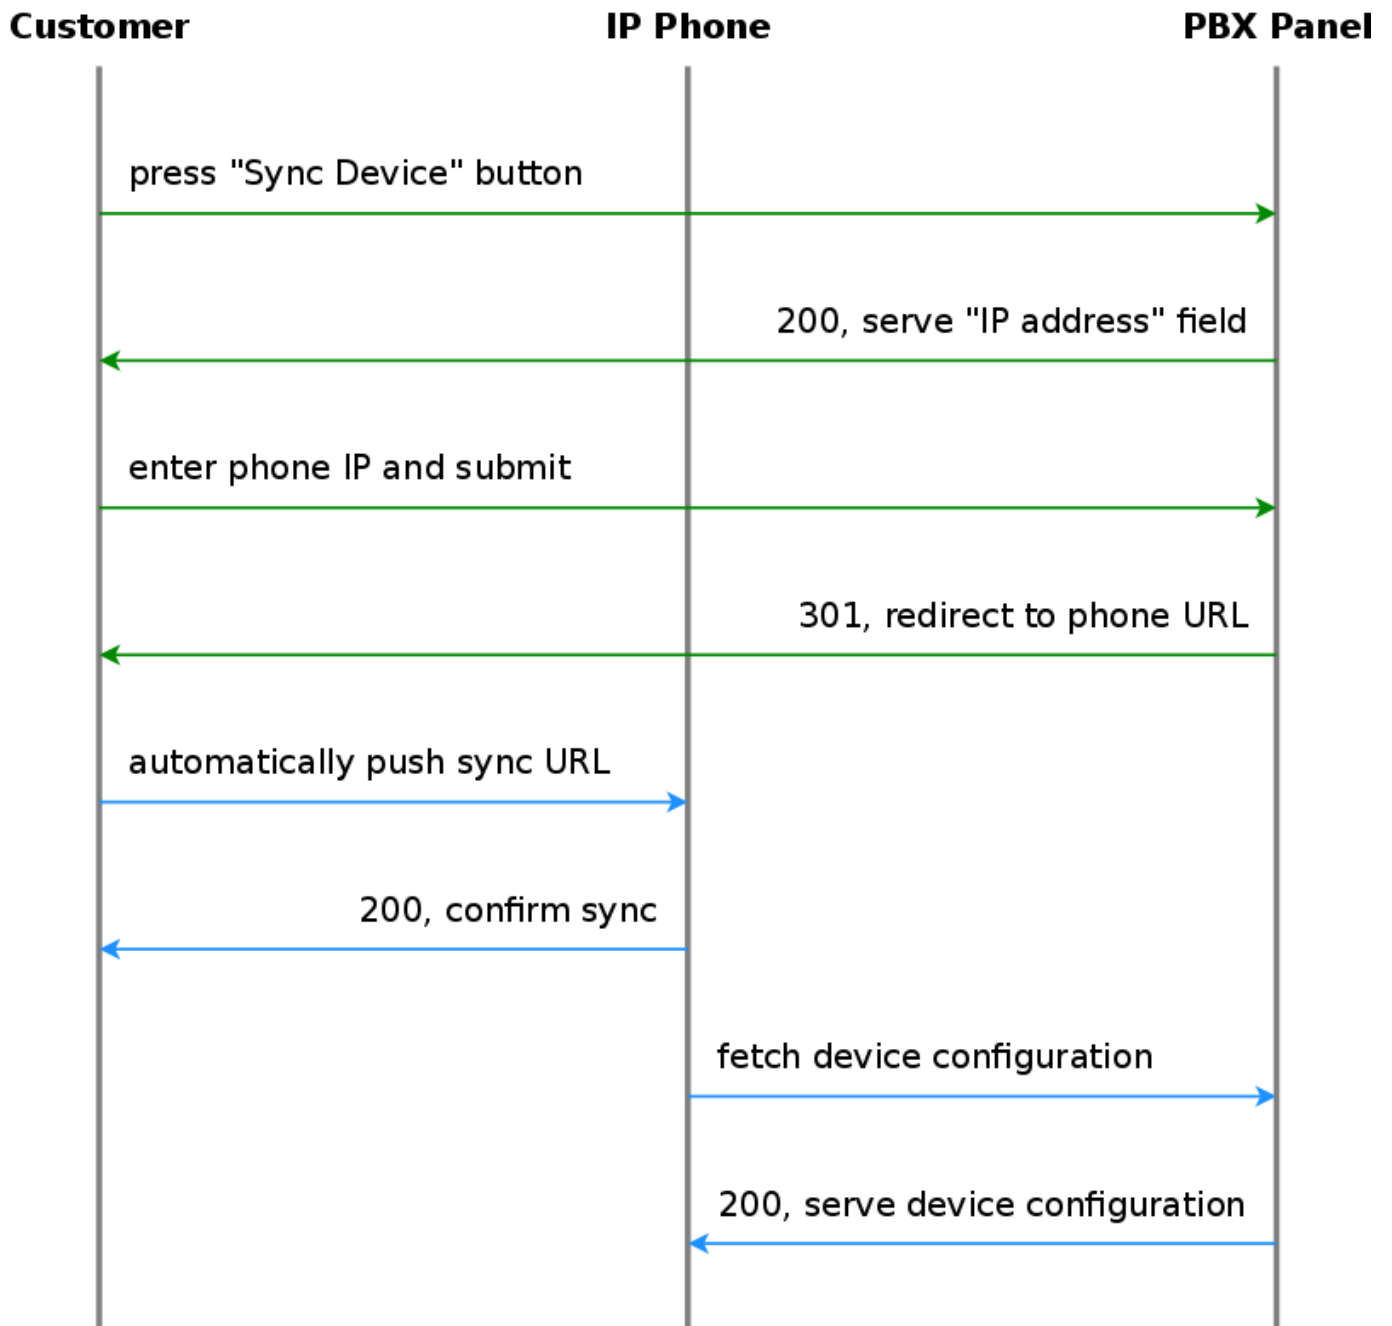 Customer IP Phone PBX Panel
press "Sync Device" button
200, serve "IP address" field
enter phone IP and submit
301, redirect to phone URL
automatically push sync URL
200, confirm sync
fetch device configuration
200, serve device configuration